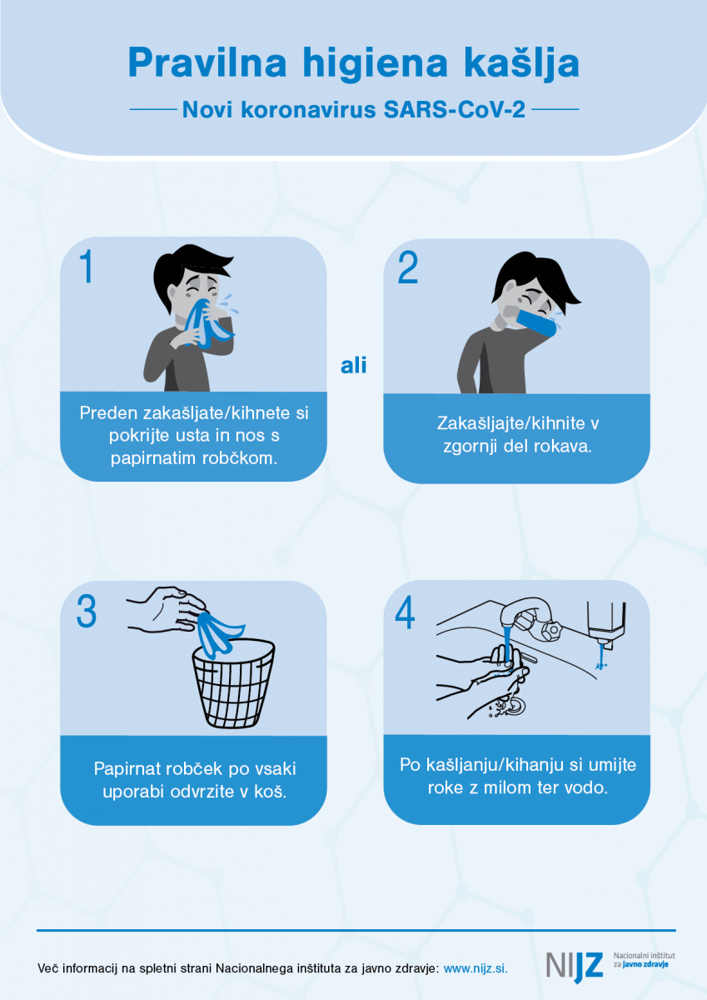 Pravilna higiena kašlja
Novi koronavirus SARS-CoV-2
1
Preden zakašljate/kihnete si
pokrijte usta in nos s
papirnatim robčkom.
ali
2
Zakašljajte/kihnite v
zgornji del rokava.
3
Papirnat robček po vsaki
uporabi odvrzite v koš.
4
Po kašljanju/kihanju si umijte
roke z milom ter vodo.
Več informacij na spletni strani Nacionalnega inštituta za javno zdravje: www.nijz.si.
NIJZ
Nacionalni inštitut
za javno zdravje